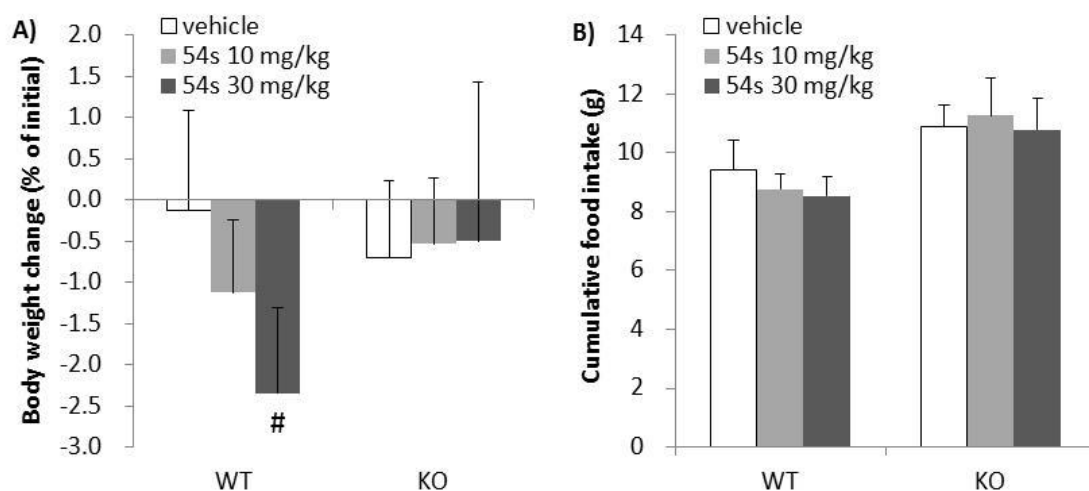 A)
Body weight change (% of initial)
vehicle
54s 10 mg/kg
54s 30 mg/kg
2.0
1.5
1.0
0.5
0.0
-0.5
-1.0
-1.5
-2.0
-2.5
-3.0
#
WT KO
B)
Cumulative food intake (g)
vehicle
54s 10 mg/kg
54s 30 mg/kg
14
12
10
8
6
4
2
0
WT KO